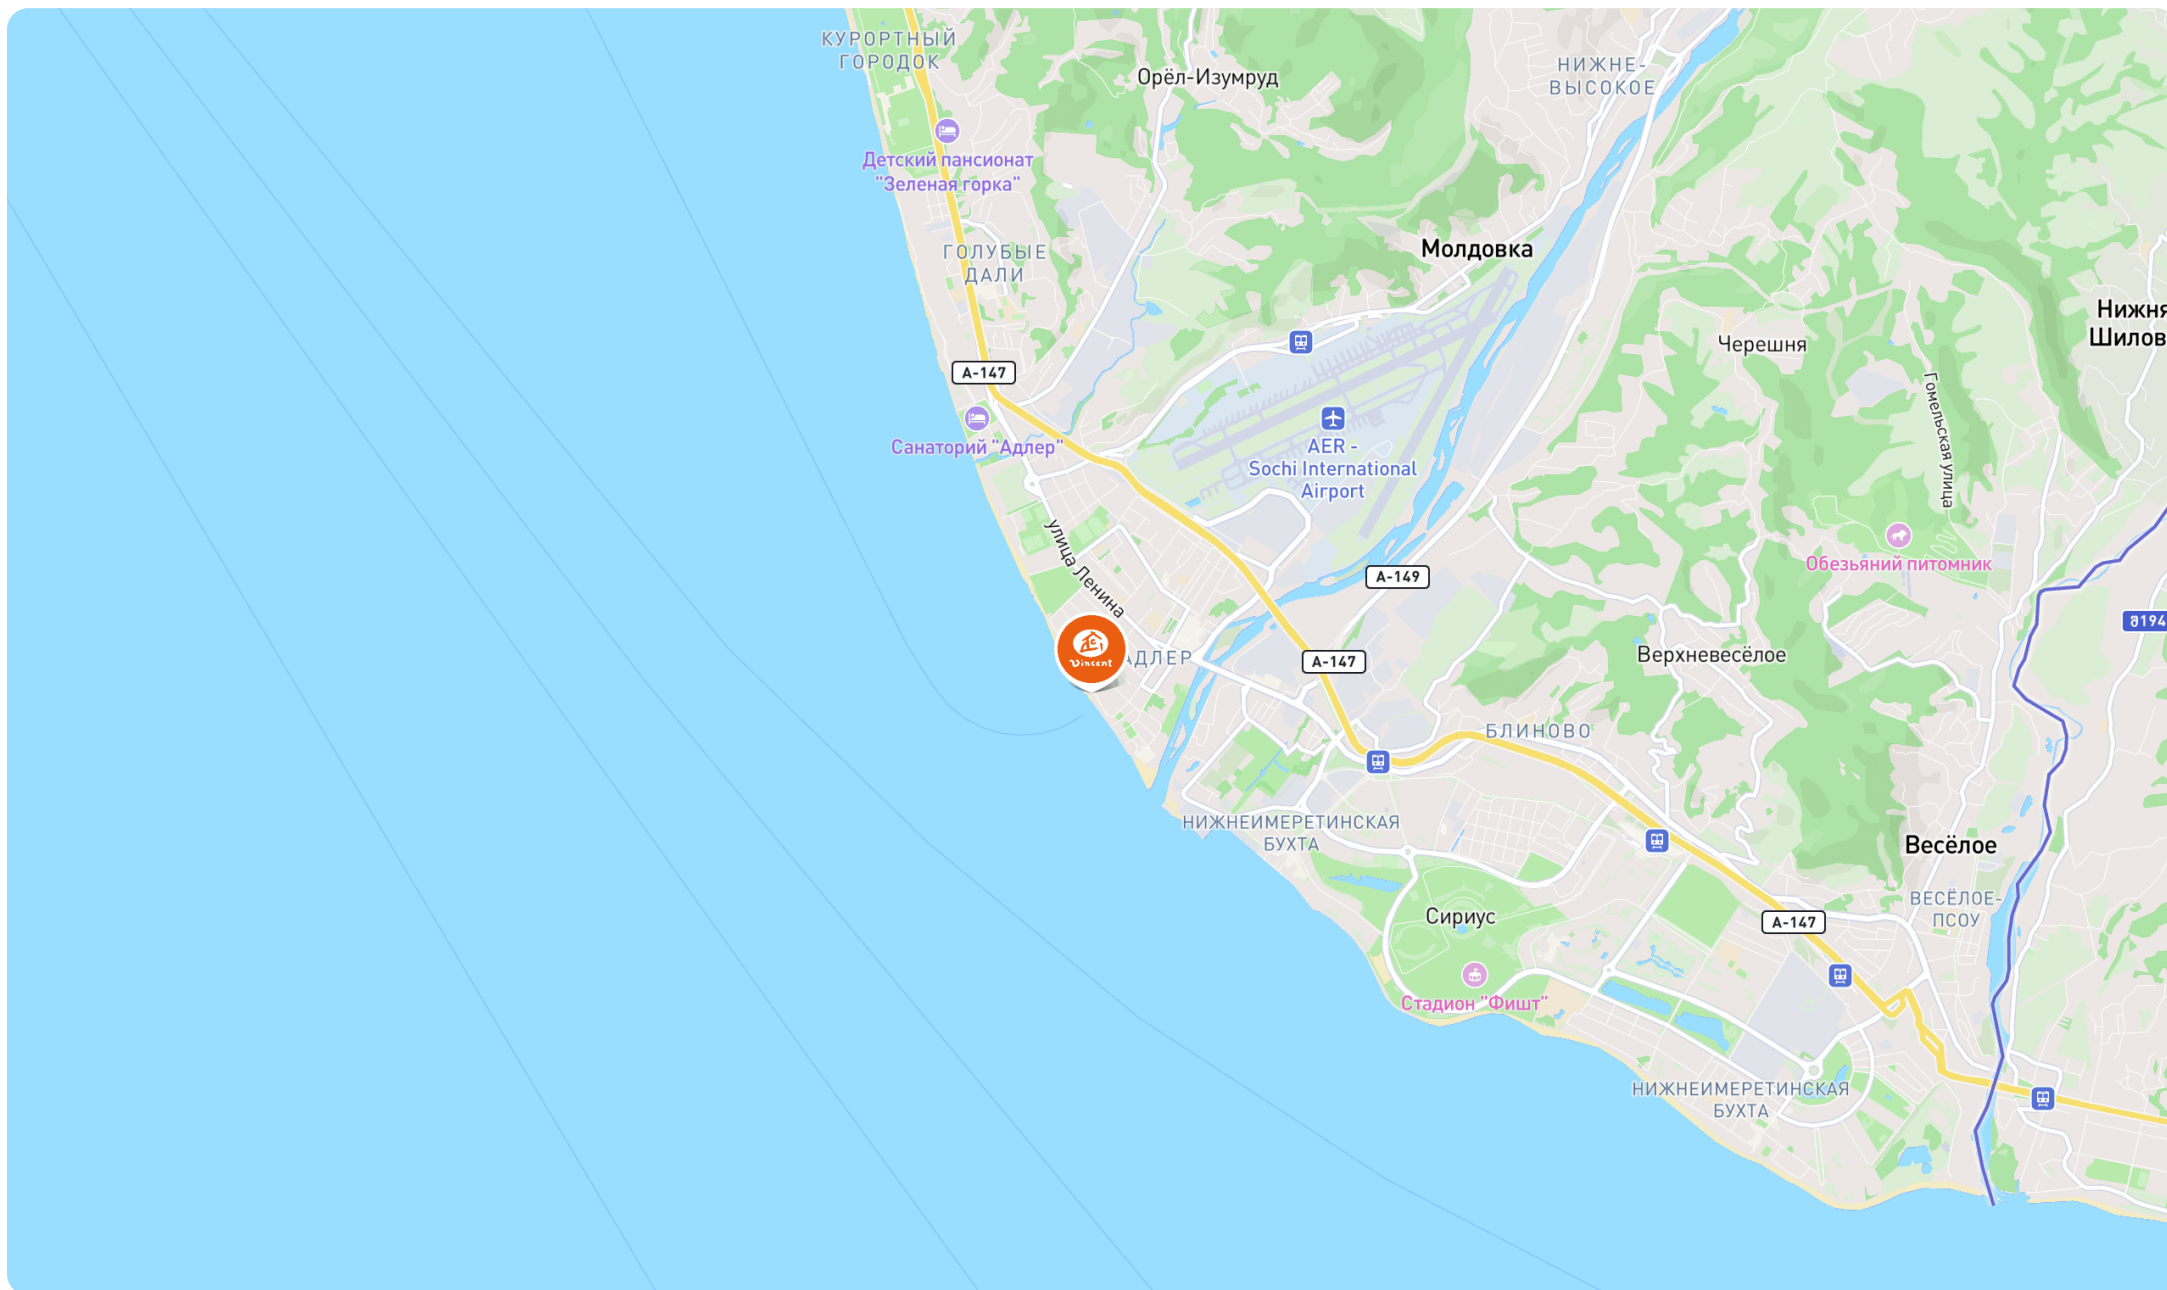 КУРОРТНЫЙ
ГОРОДОК
Орёл-Изумруд
НИЖНЕ-
ВЫСОКОЕ
Детский пансионат
"Зеленая горка"
ГОЛУБЫЕ
ДАЛИ
Молдовка
Нижня
Шилов
Черешня
А-147
Гомельская улица
Санаторий "Адлер"
AER -
Sochi International
Airport
улица Ленина
Обезьяний питомник
А-149
შ194
Vincent
АДЛЕР
А-147
Верхневесёлое
БЛИНОВО
НИЖНЕИМЕРЕТИНСКАЯ
БУХТА
Весёлое
ВЕСЁЛОЕ-
ПСОУ
Сириус
А-147
Стадион "Фишт"
НИЖНЕИМЕРЕТИНСКАЯ
БУХТА